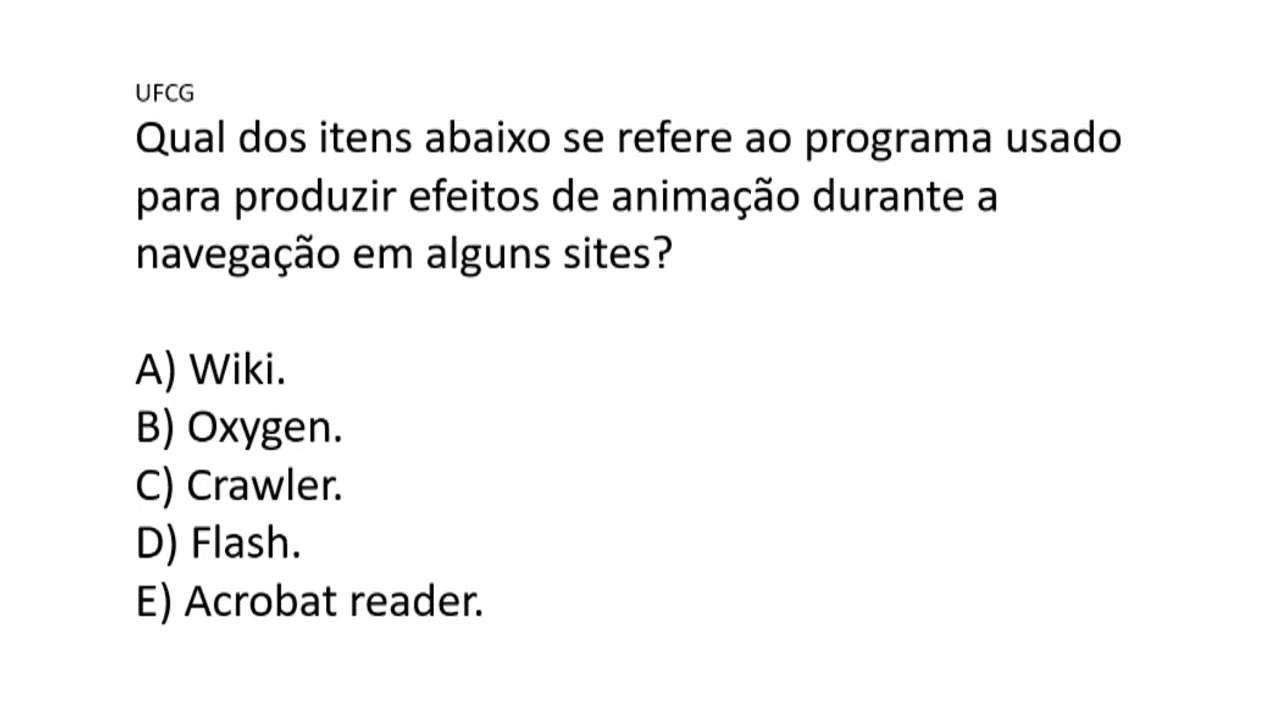 UFCG
Qual dos itens abaixo se refere ao programa usado
para produzir efeitos de animação durante a
navegação em alguns sites?
A) Wiki.
B) Oxygen.
C) Crawler.
D) Flash.
E) Acrobat reader.